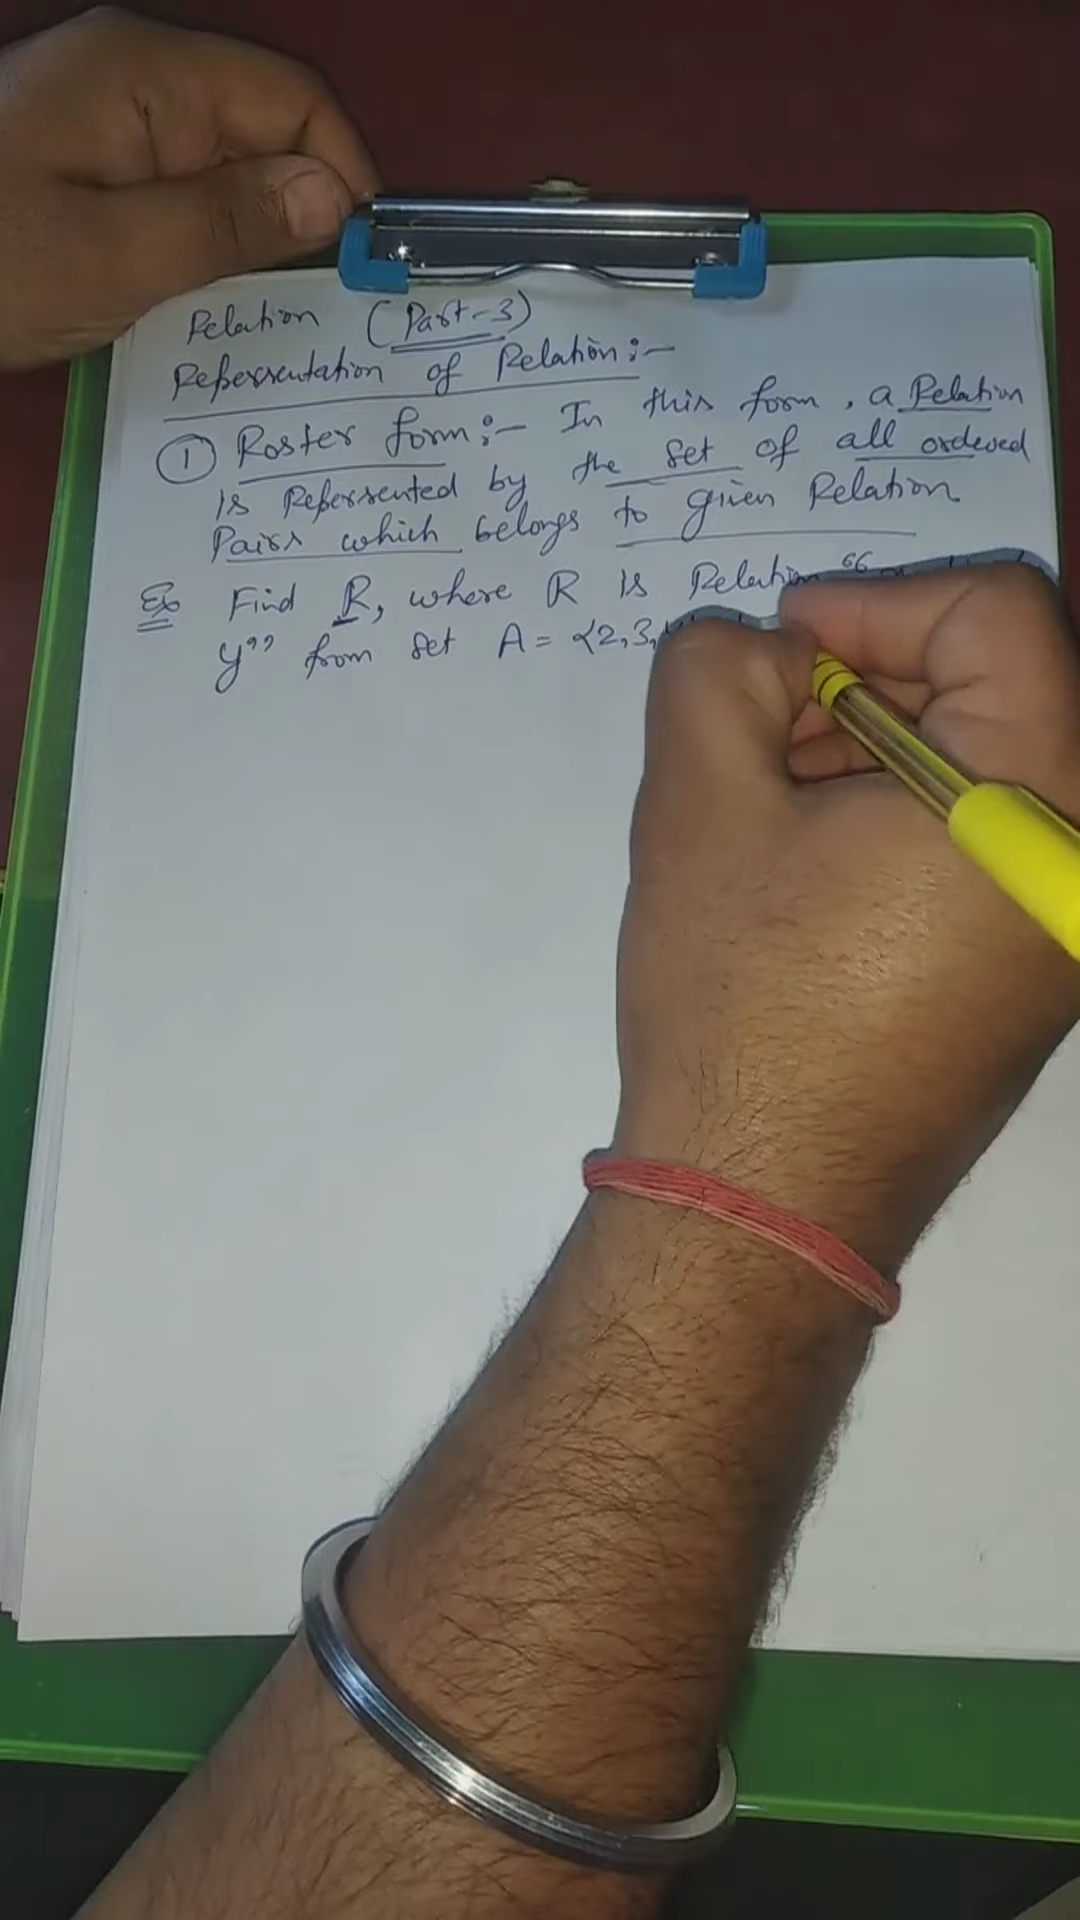 Relation (Part-3)
Representation of Relation :-
① Roster form :- In this form, a Relation
is Represented by the set of all ordered
Pairs which belongs to given Relation
Ex Find R, where R is Relation "
y" from set A = {2,3,